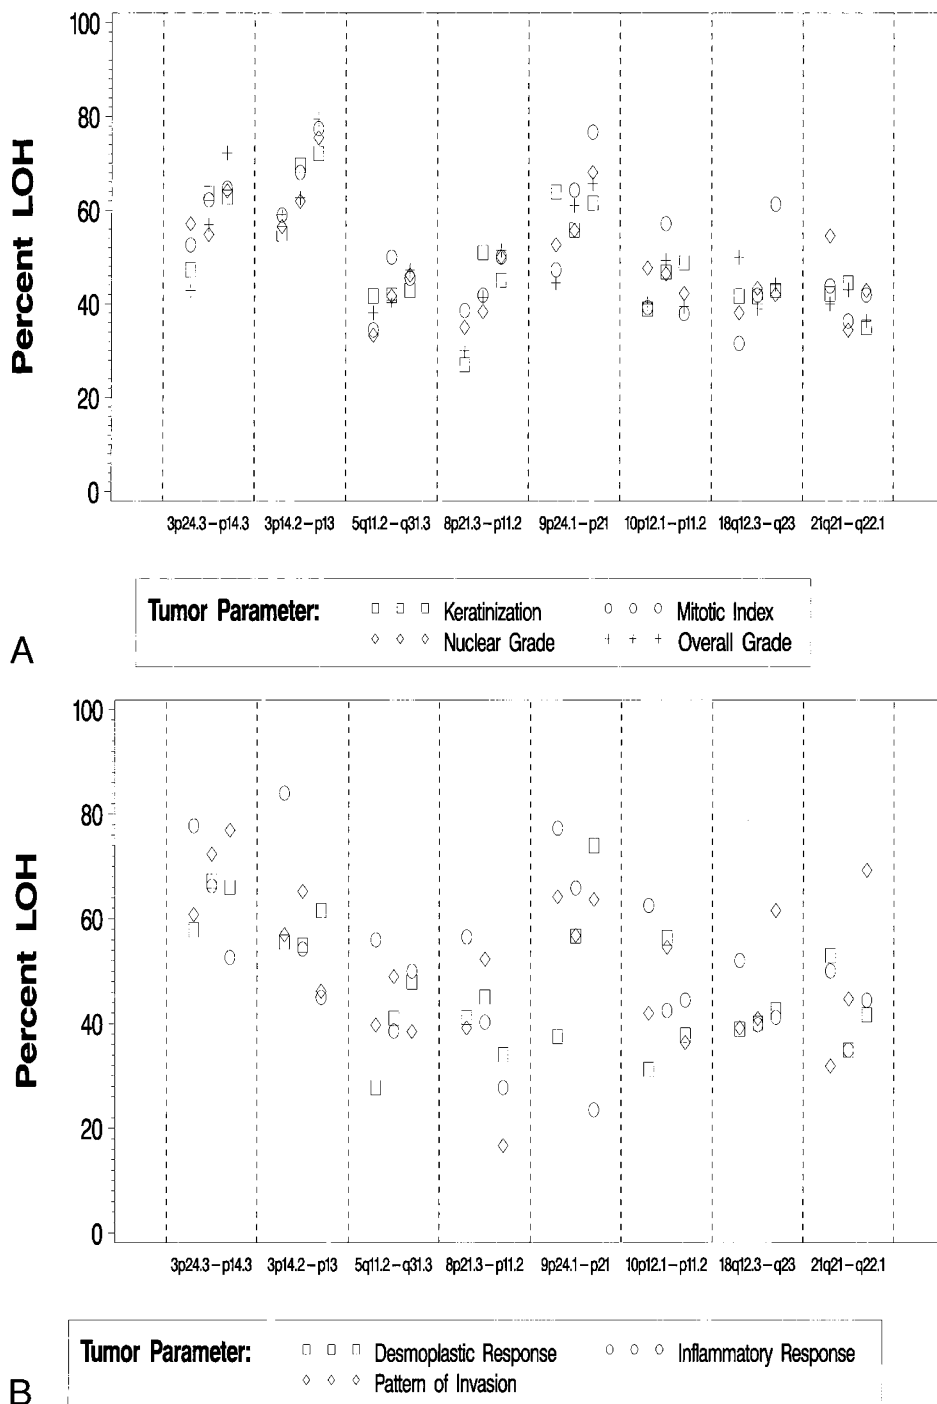 100
80
60
40
20
0
Percent LOH
3p24.3-p14.3 3p14.2-p13 5q11.2-q31.3 8p21.3-p11.2 9p24.1-p21 10p12.1-p11.2 18q12.3-q23 21q21-q22.1
Tumor Parameter: Keratinization Mitotic Index
Nuclear Grade Overall Grade
A
100
80
60
40
20
0
Percent LOH
3p24.3-p14.3 3p14.2-p13 5q11.2-q31.3 8p21.3-p11.2 9p24.1-p21 10p12.1-p11.2 18q12.3-q23 21q21-q22.1
Tumor Parameter: Desmoplastic Response Inflammatory Response
Pattern of Invasion
B